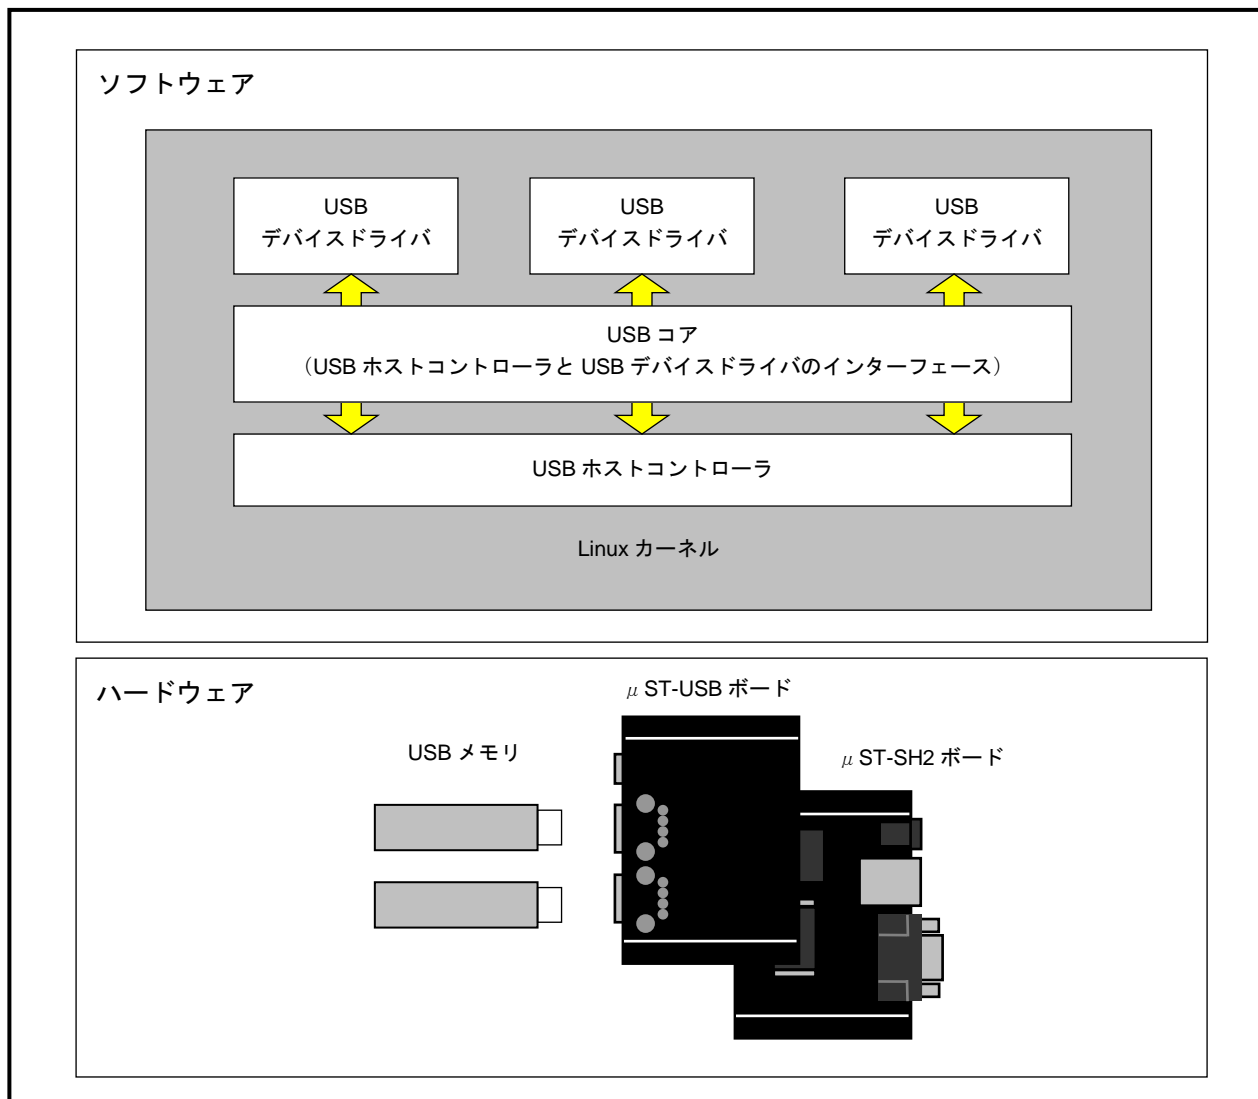 ソフトウェア
USB
デバイスドライバ
USB
デバイスドライバ
USB
デバイスドライバ
USB コア
（USB ホストコントローラと USB デバイスドライバのインターフェース）
USB ホストコントローラ
Linux カーネル
ハードウェア
μ ST-USB ボード
USB メモリ
μ ST-SH2 ボード